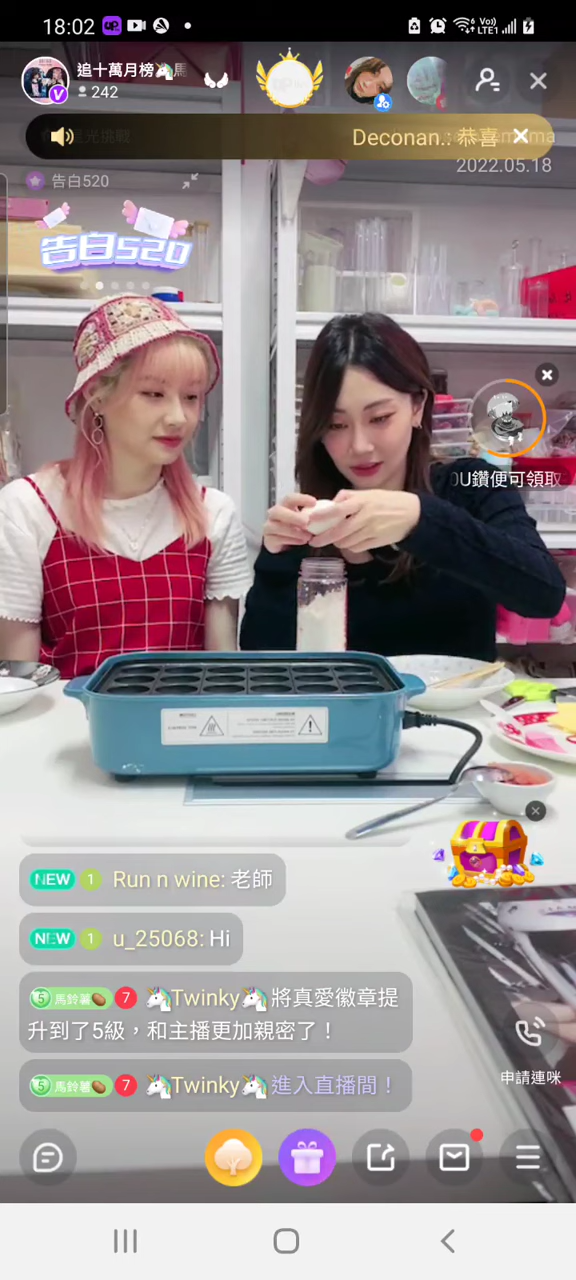 18:02
Vo))
LTE1
追十萬月榜🦄馬
242
Deconan.. 恭喜
2022.05.18
告白520
告白520
0U鑽便可領取
NEW 1 Run n wine: 老師
NEW 1 u_25068: Hi
5 馬鈴薯🥔 7 🦄Twinky🦄將真愛徽章提
升到了5級，和主播更加親密了！
5 馬鈴薯🥔 7 🦄Twinky🦄進入直播間！
申請連咪